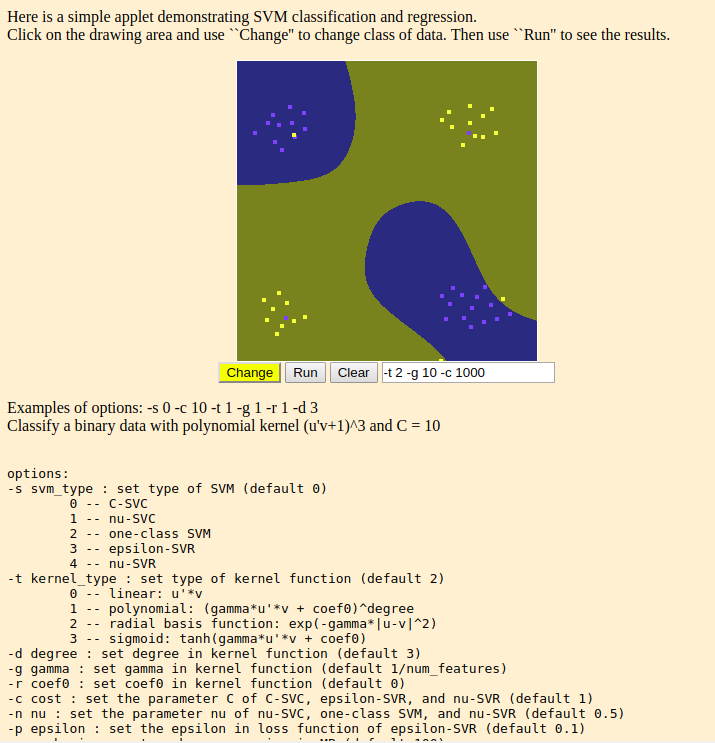 Here is a simple applet demonstrating SVM classification and regression.
Click on the drawing area and use ``Change'' to change class of data. Then use ``Run'' to see the results.
Change Run Clear -t 2 -g 10 -c 1000
Examples of options: -s 0 -c 10 -t 1 -g 1 -r 1 -d 3
Classify a binary data with polynomial kernel (u'v+1)^3 and C = 10
options:
-s svm_type : set type of SVM (default 0)
0 -- C-SVC
1 -- nu-SVC
2 -- one-class SVM
3 -- epsilon-SVR
4 -- nu-SVR
-t kernel_type : set type of kernel function (default 2)
0 -- linear: u'*v
1 -- polynomial: (gamma*u'*v + coef0)^degree
2 -- radial basis function: exp(-gamma*|u-v|^2)
3 -- sigmoid: tanh(gamma*u'*v + coef0)
-d degree : set degree in kernel function (default 3)
-g gamma : set gamma in kernel function (default 1/num_features)
-r coef0 : set coef0 in kernel function (default 0)
-c cost : set the parameter C of C-SVC, epsilon-SVR, and nu-SVR (default 1)
-n nu : set the parameter nu of nu-SVC, one-class SVM, and nu-SVR (default 0.5)
-p epsilon : set the epsilon in loss function of epsilon-SVR (default 0.1)